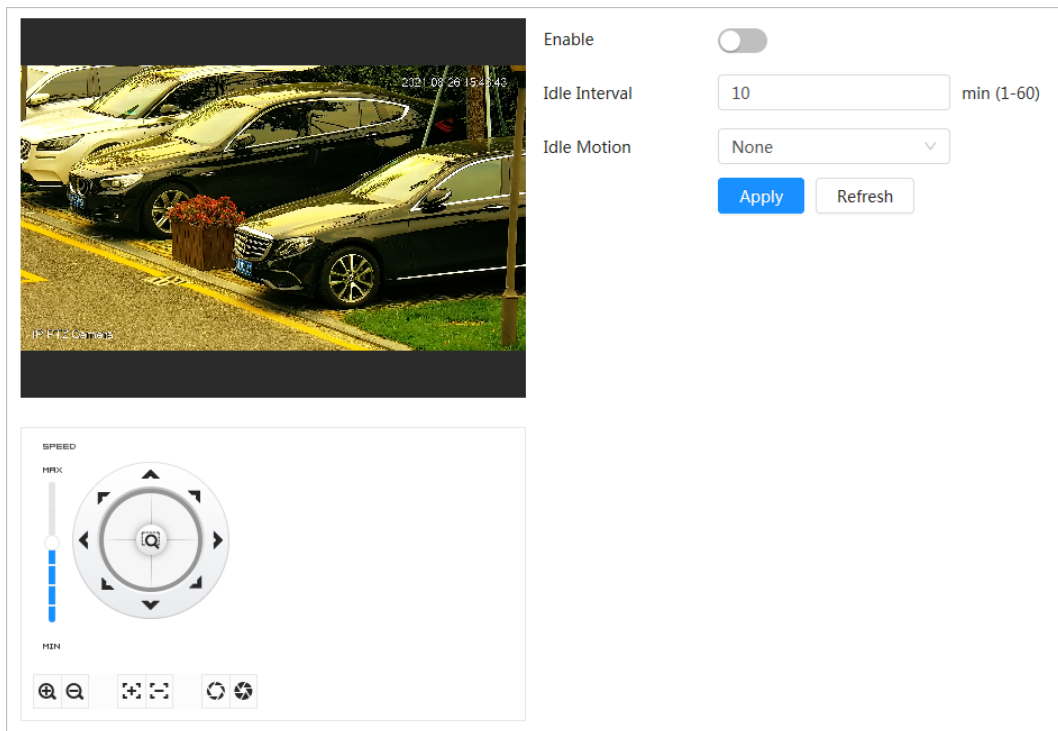 2021-08-26 15:43:43
IP PTZ Camera
Enable
Idle Interval 10 min (1-60)
Idle Motion None
Apply Refresh
SPEED
MAX
MIN